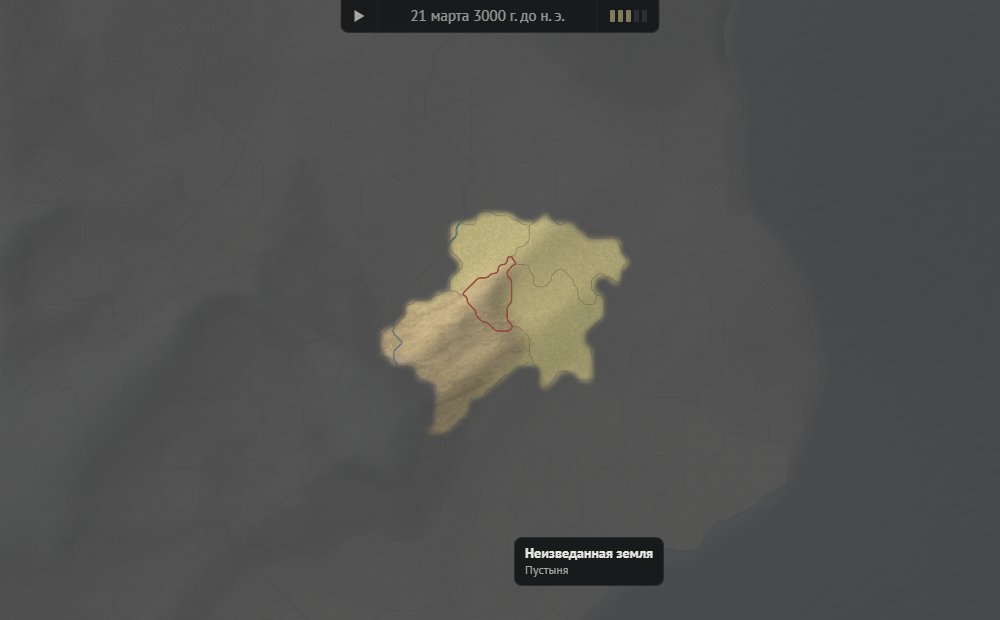 21 марта 3000 г. до н. э.
Неизведанная земля
Пустыня